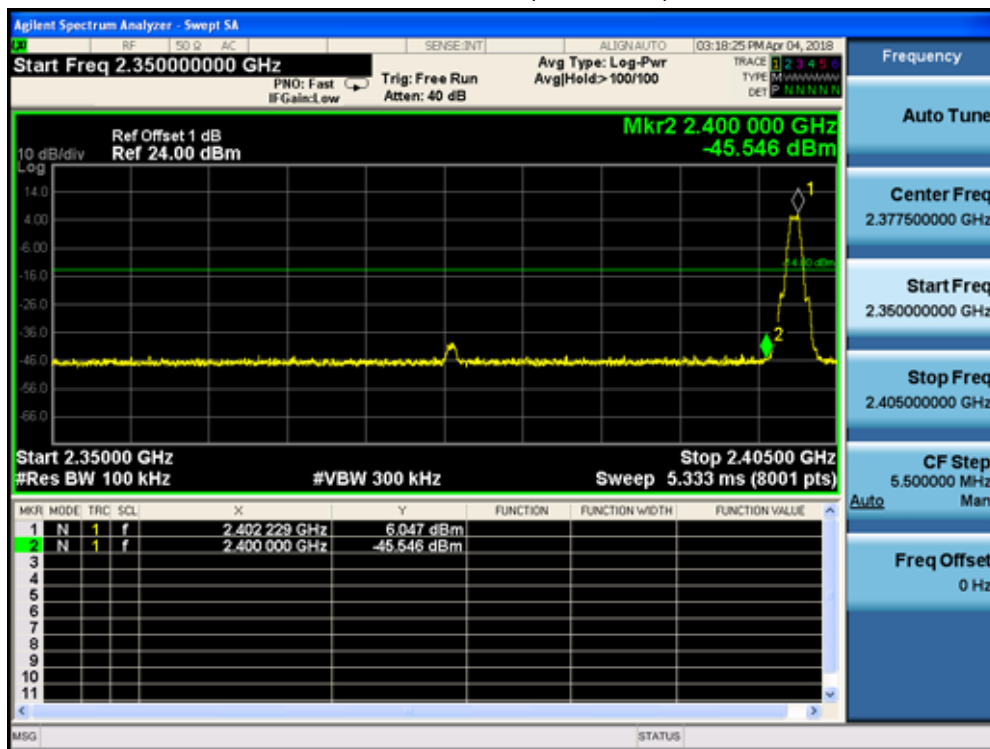 Agilent Spectrum Analyzer - Swept SA
RF 50 Ω AC SENSE:INT ALIGNAUTO 03:18:25 PM Apr 04, 2018
Start Freq 2.350000000 GHz
PNO: Fast
IFGain:Low
Trig: Free Run
Atten: 40 dB
Avg Type: Log-Pwr
Avg|Hold:>100/100
TRACE 1 2 3 4 5 6
TYPE M WWWWW
DET P N N N N N
Ref Offset 1 dB
10 dB/div Ref 24.00 dBm
Log
Mkr2 2.400 000 GHz
-45.546 dBm
14.0
4.00
-6.00
-16.0
-26.0
-36.0
-46.0
-56.0
-66.0
1
2
Start 2.35000 GHz Stop 2.40500 GHz
#Res BW 100 kHz #VBW 300 kHz Sweep 5.333 ms (8001 pts)
MKR MODE TRC SCL X Y FUNCTION FUNCTION WIDTH FUNCTION VALUE
1 N 1 f 2.402 229 GHz 6.047 dBm
2 N 1 f 2.400 000 GHz -45.546 dBm
3
4
5
6
7
8
9
10
11
MSG STATUS
Frequency
Auto Tune
Center Freq
2.377500000 GHz
Start Freq
2.350000000 GHz
Stop Freq
2.405000000 GHz
CF Step
5.500000 MHz
Auto Man
Freq Offset
0 Hz